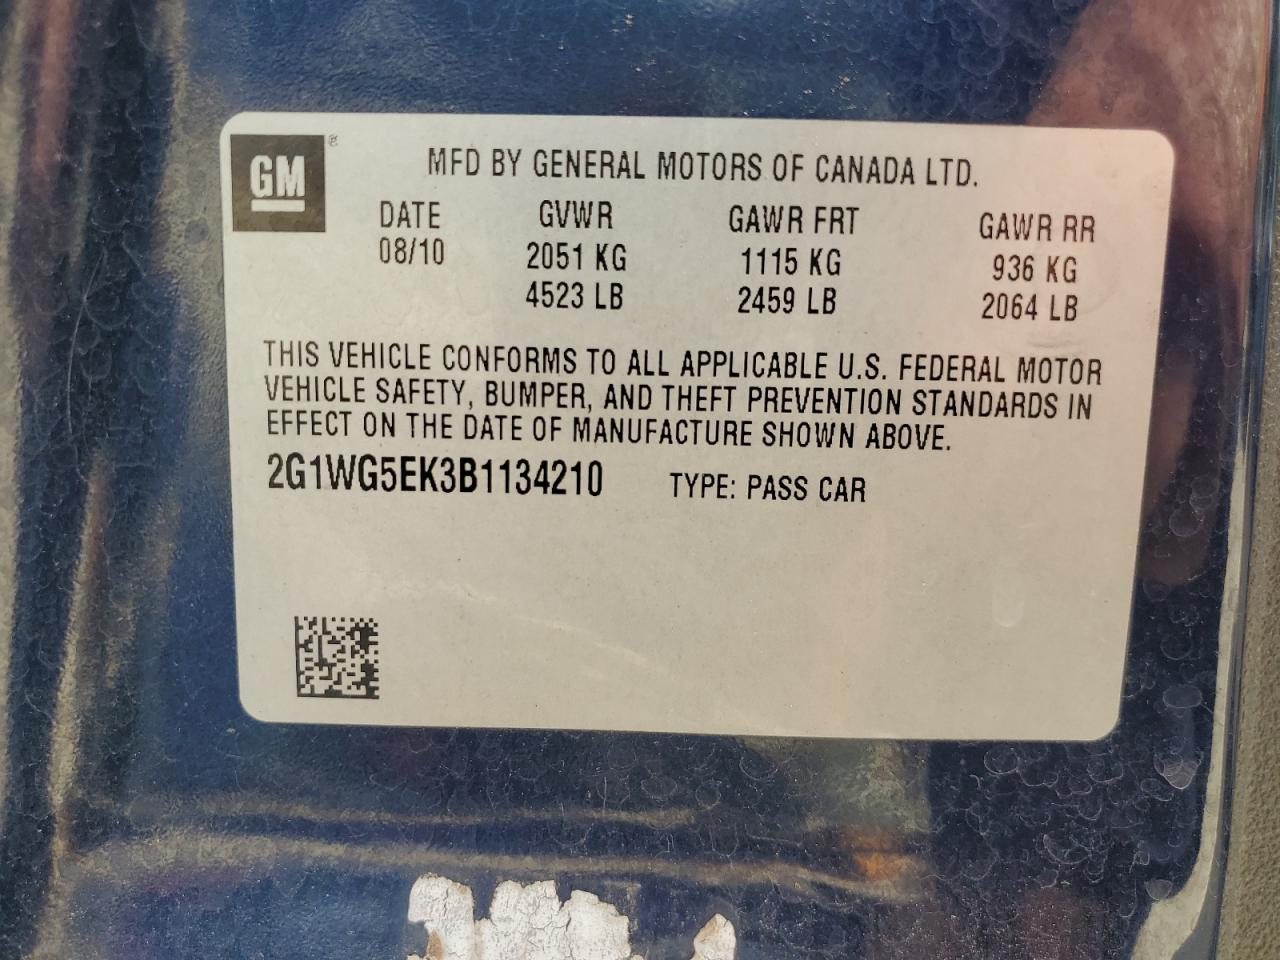 GM ®
MFD BY GENERAL MOTORS OF CANADA LTD.
DATE GVWR GAWR FRT GAWR RR
08/10 2051 KG 1115 KG 936 KG
4523 LB 2459 LB 2064 LB
THIS VEHICLE CONFORMS TO ALL APPLICABLE U.S. FEDERAL MOTOR
VEHICLE SAFETY, BUMPER, AND THEFT PREVENTION STANDARDS IN
EFFECT ON THE DATE OF MANUFACTURE SHOWN ABOVE.
2G1WG5EK3B1134210 TYPE: PASS CAR